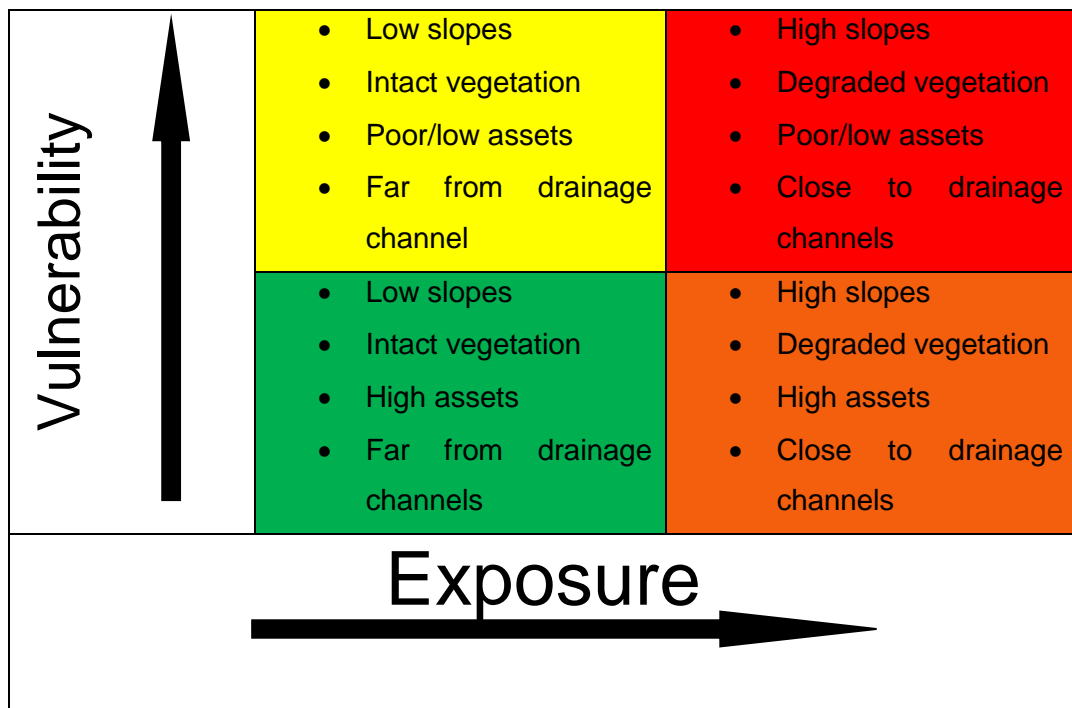 Vulnerability
• Low slopes
• Intact vegetation
• Poor/low assets
• Far from drainage
channel
• High slopes
• Degraded vegetation
• Poor/low assets
• Close to drainage
channels
• Low slopes
• Intact vegetation
• High assets
• Far from drainage
channels
• High slopes
• Degraded vegetation
• High assets
• Close to drainage
channels
Exposure